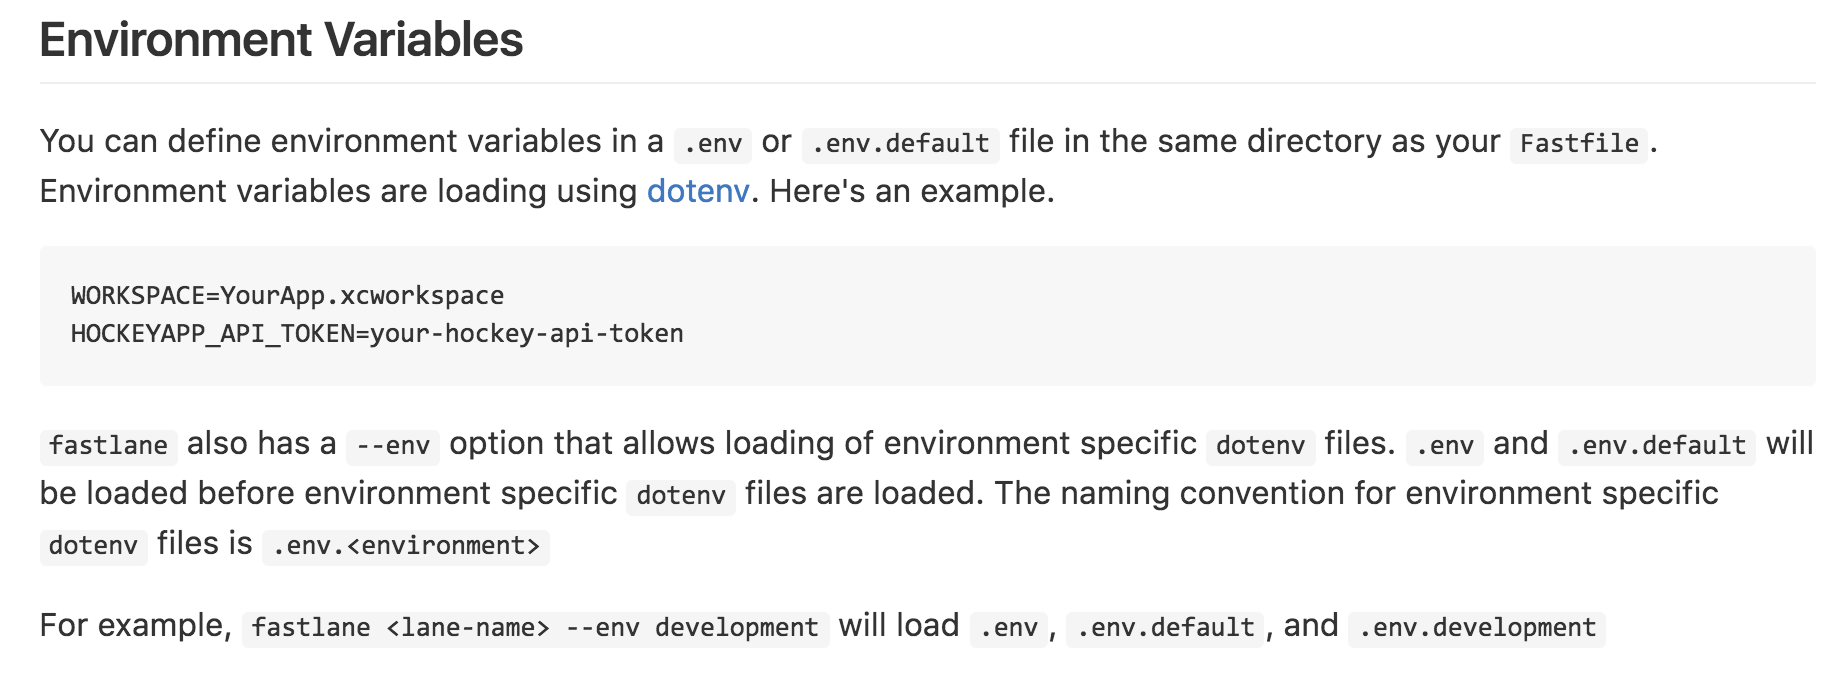 Environment Variables
You can define environment variables in a .env or .env.default file in the same directory as your Fastfile.
Environment variables are loading using dotenv. Here's an example.
WORKSPACE=YourApp.xcworkspace
HOCKEYAPP_API_TOKEN=your-hockey-api-token
fastlane also has a --env option that allows loading of environment specific dotenv files. .env and .env.default will
be loaded before environment specific dotenv files are loaded. The naming convention for environment specific
dotenv files is .env.<environment>
For example, fastlane <lane-name> --env development will load .env, .env.default, and .env.development